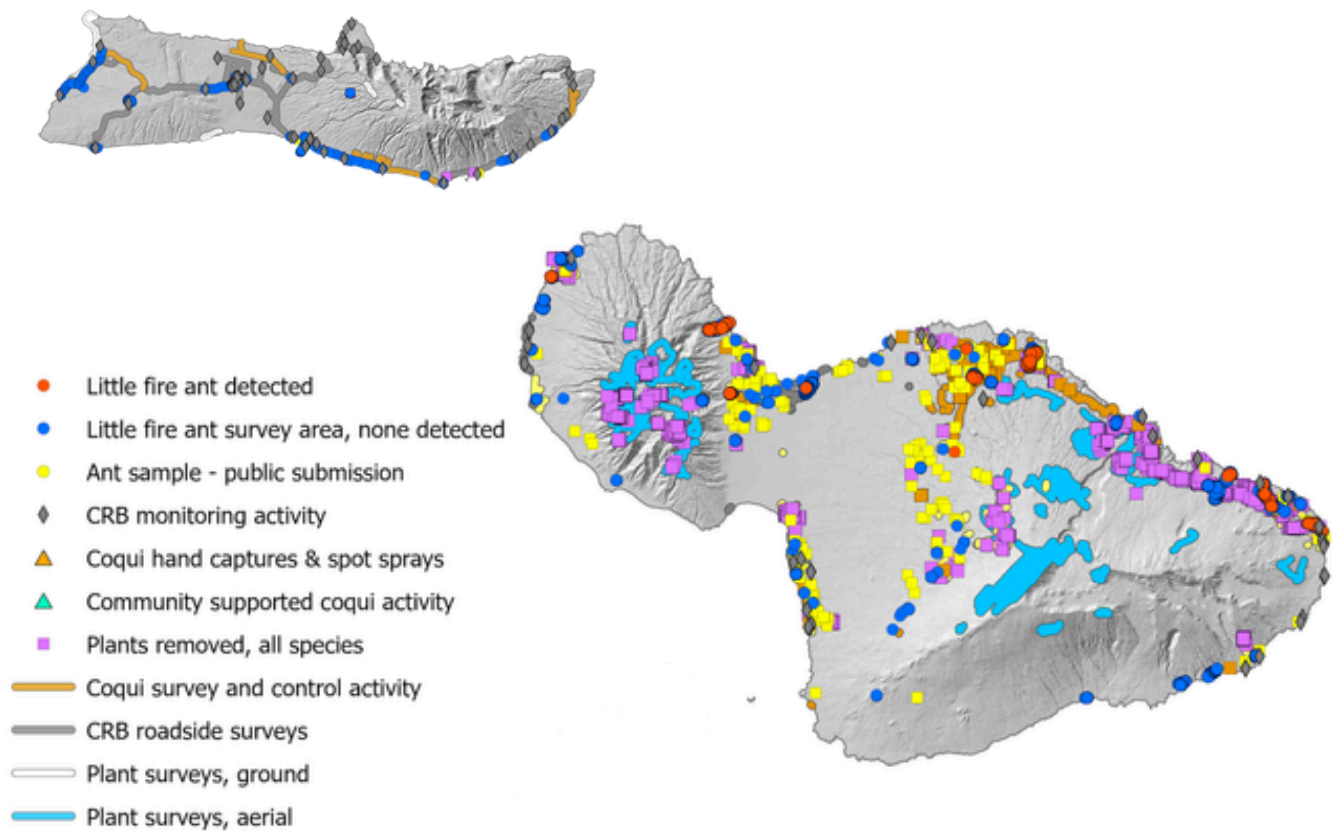 Little fire ant detected
Little fire ant survey area, none detected
Ant sample - public submission
CRB monitoring activity
Coqui hand captures & spot sprays
Community supported coqui activity
Plants removed, all species
Coqui survey and control activity
CRB roadside surveys
Plant surveys, ground
Plant surveys, aerial